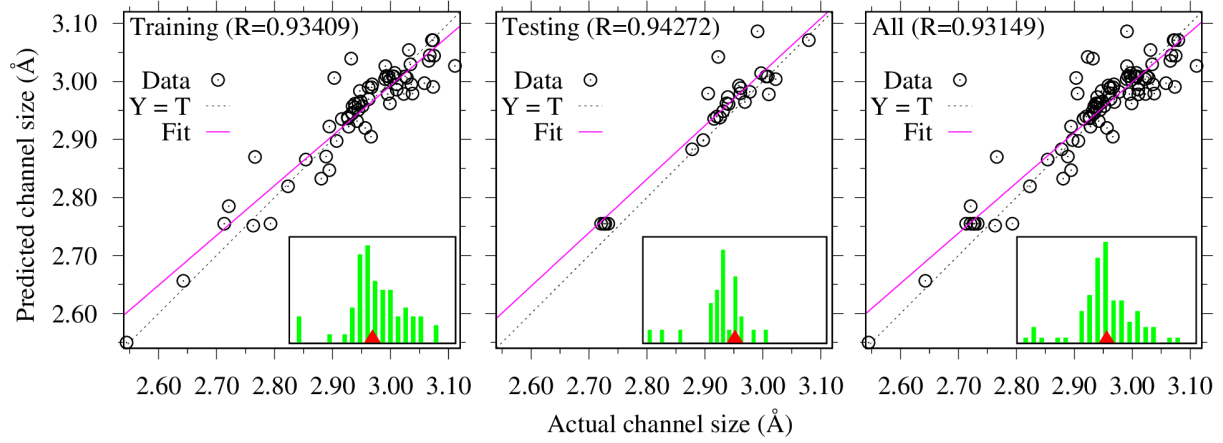 Training (R=0.93409)
Data
Y = T
Fit
Testing (R=0.94272)
Data
Y = T
Fit
All (R=0.93149)
Data
Y = T
Fit
Predicted channel size (Å)
3.10
3.00
2.90
2.80
2.70
2.60
2.60 2.70 2.80 2.90 3.00 3.10
2.60 2.70 2.80 2.90 3.00 3.10
2.60 2.70 2.80 2.90 3.00 3.10
Actual channel size (Å)